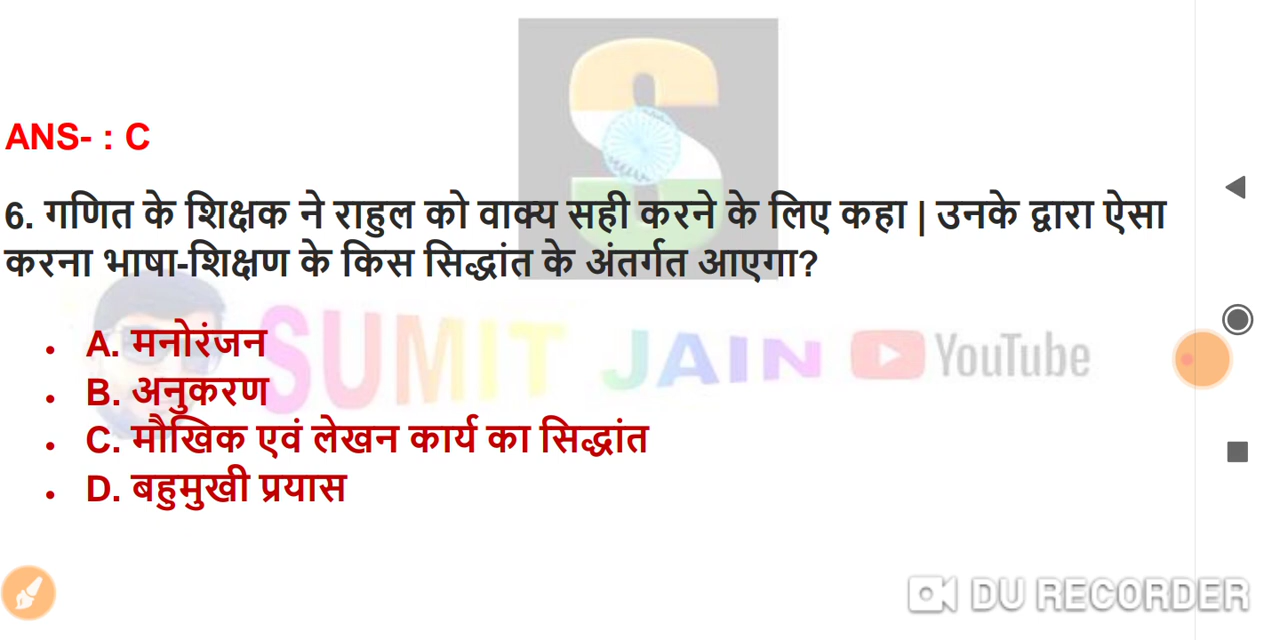 ANS- : C
6. गणित के शिक्षक ने राहुल को वाक्य सही करने के लिए कहा | उनके द्वारा ऐसा
करना भाषा-शिक्षण के किस सिद्धांत के अंतर्गत आएगा?
SUMIT JAIN YouTube
• A. मनोरंजन
• B. अनुकरण
• C. मौखिक एवं लेखन कार्य का सिद्धांत
• D. बहुमुखी प्रयास
DU RECORDER